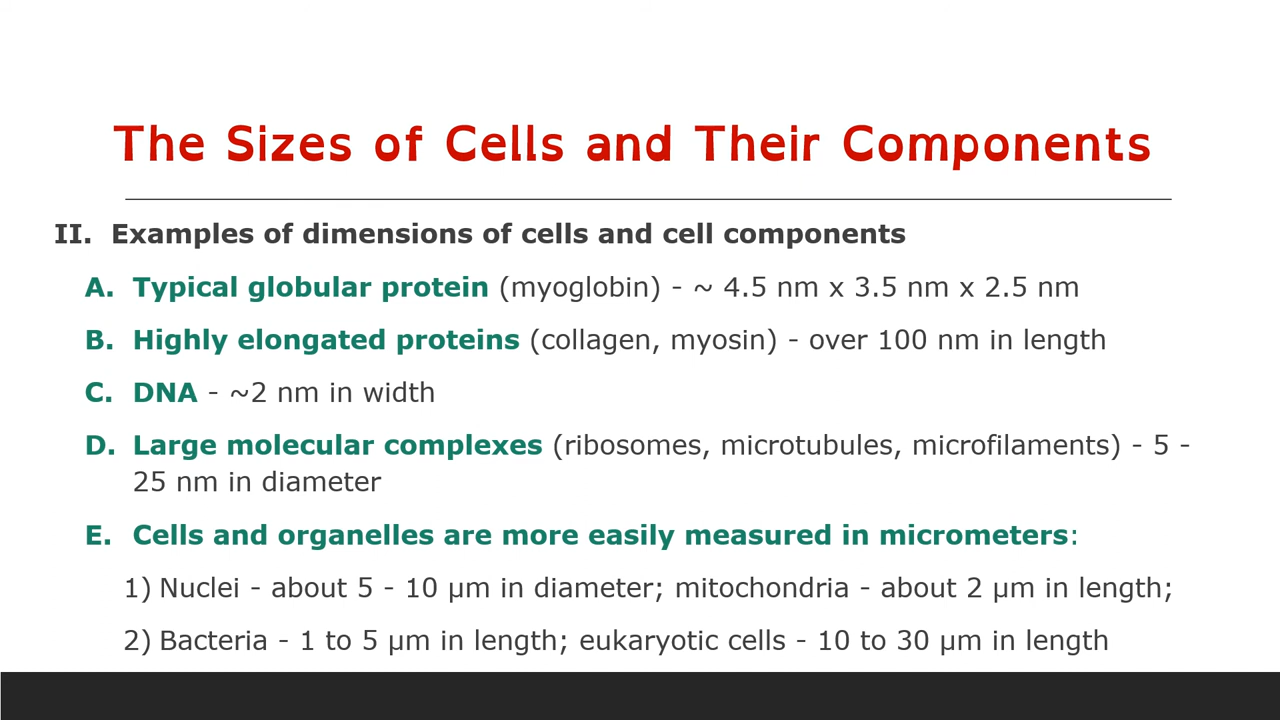 The Sizes of Cells and Their Components
II. Examples of dimensions of cells and cell components
A. Typical globular protein (myoglobin) - ~ 4.5 nm x 3.5 nm x 2.5 nm
B. Highly elongated proteins (collagen, myosin) - over 100 nm in length
C. DNA - ~2 nm in width
D. Large molecular complexes (ribosomes, microtubules, microfilaments) - 5 -
25 nm in diameter
E. Cells and organelles are more easily measured in micrometers:
1) Nuclei - about 5 - 10 µm in diameter; mitochondria - about 2 µm in length;
2) Bacteria - 1 to 5 µm in length; eukaryotic cells - 10 to 30 µm in length